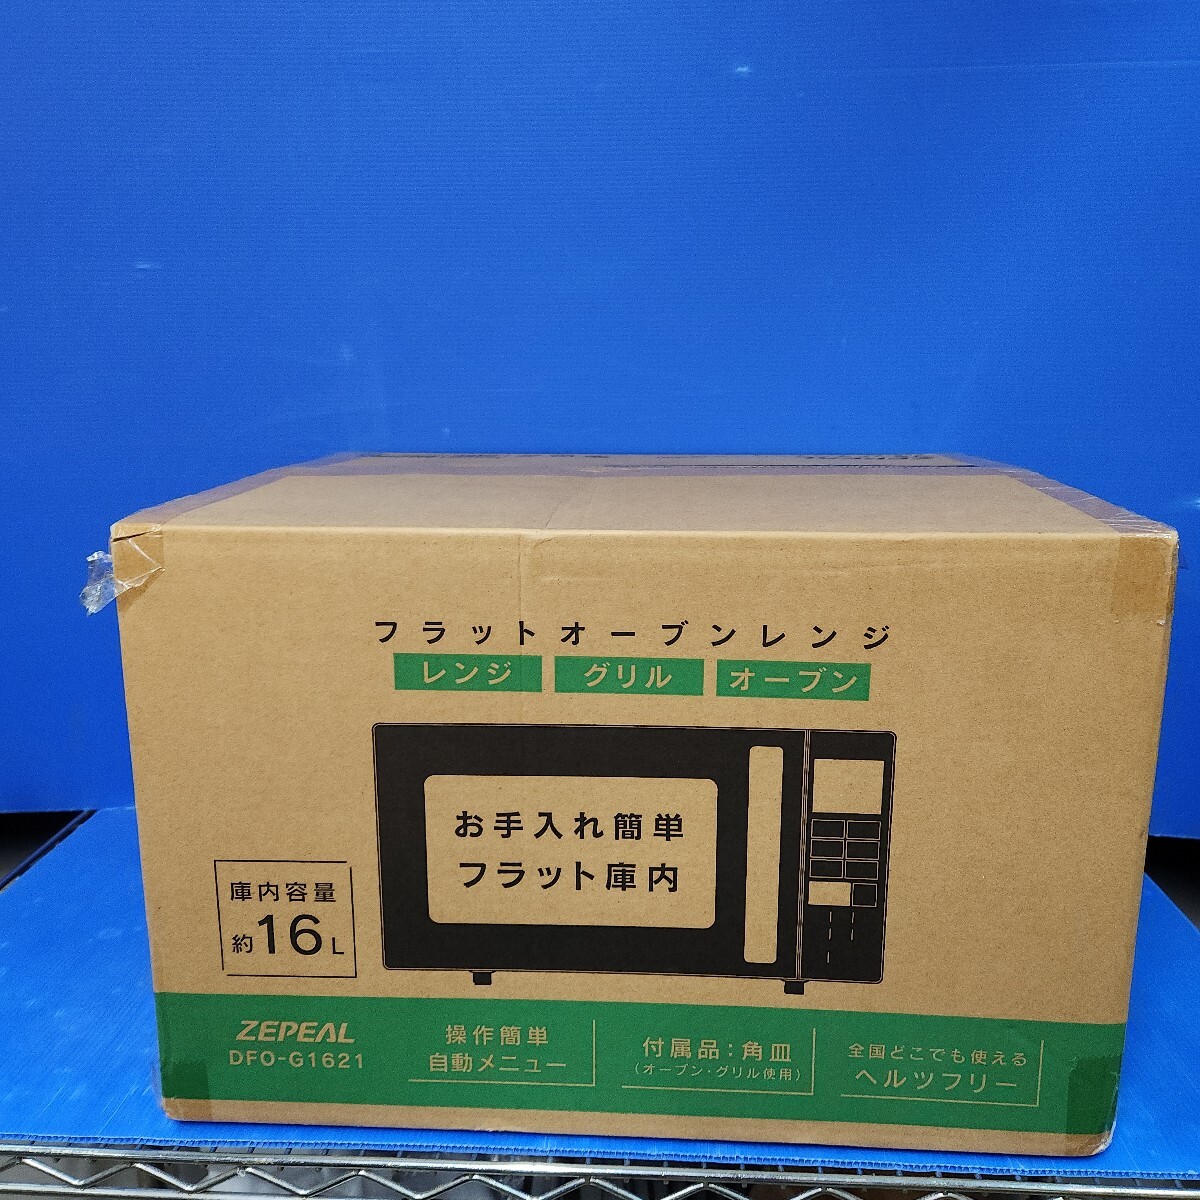 フラットオーブンレンジ
レンジ グリル オーブン
お手入れ簡単
フラット庫内
庫内容量
約16L
ZEPEAL
DFO-G1621
操作簡単
自動メニュー
付属品:角皿
(オーブン・グリル使用)
全国どこでも使える
ヘルツフリー